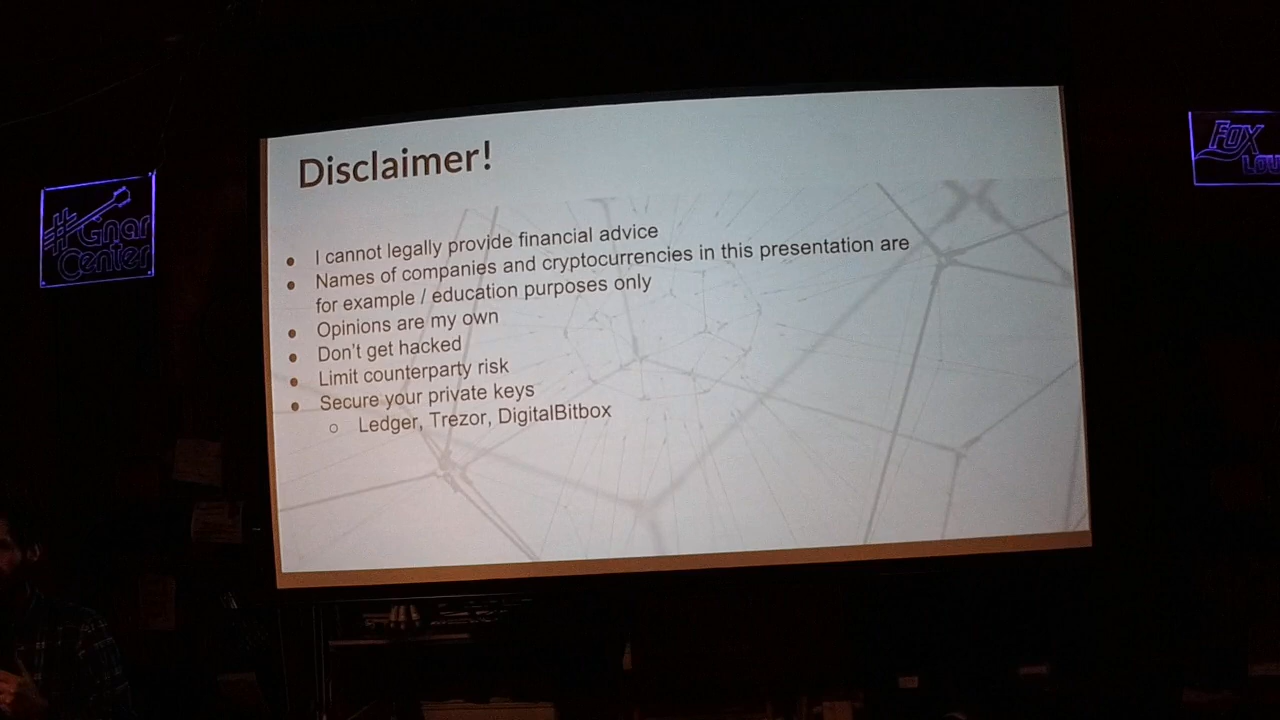 Disclaimer!
● I cannot legally provide financial advice
● Names of companies and cryptocurrencies in this presentation are
for example / education purposes only
● Opinions are my own
● Don't get hacked
● Limit counterparty risk
● Secure your private keys
○ Ledger, Trezor, DigitalBitbox
#Gnar
Center
Fox
LOU